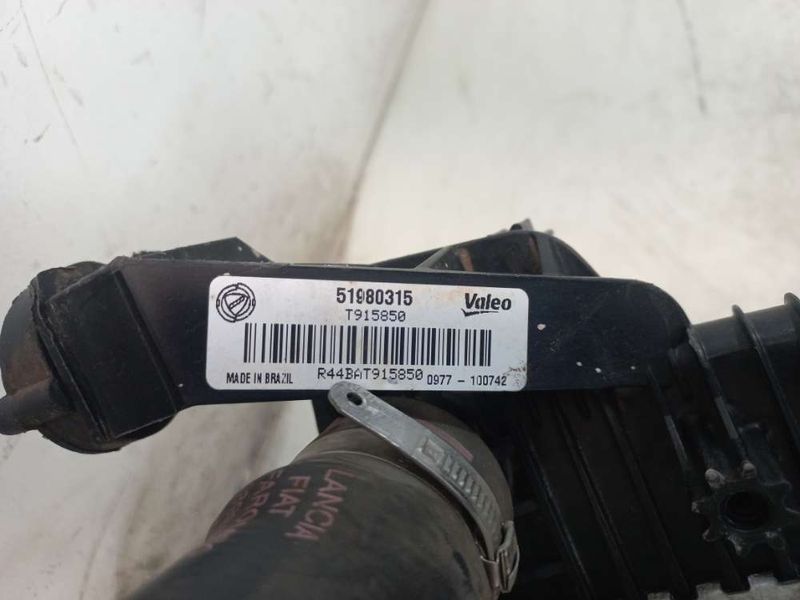 51980315
Valeo
T915850
R44BAT915850
MADE IN BRAZIL
0977 - 100742
LANCIA
FIAT